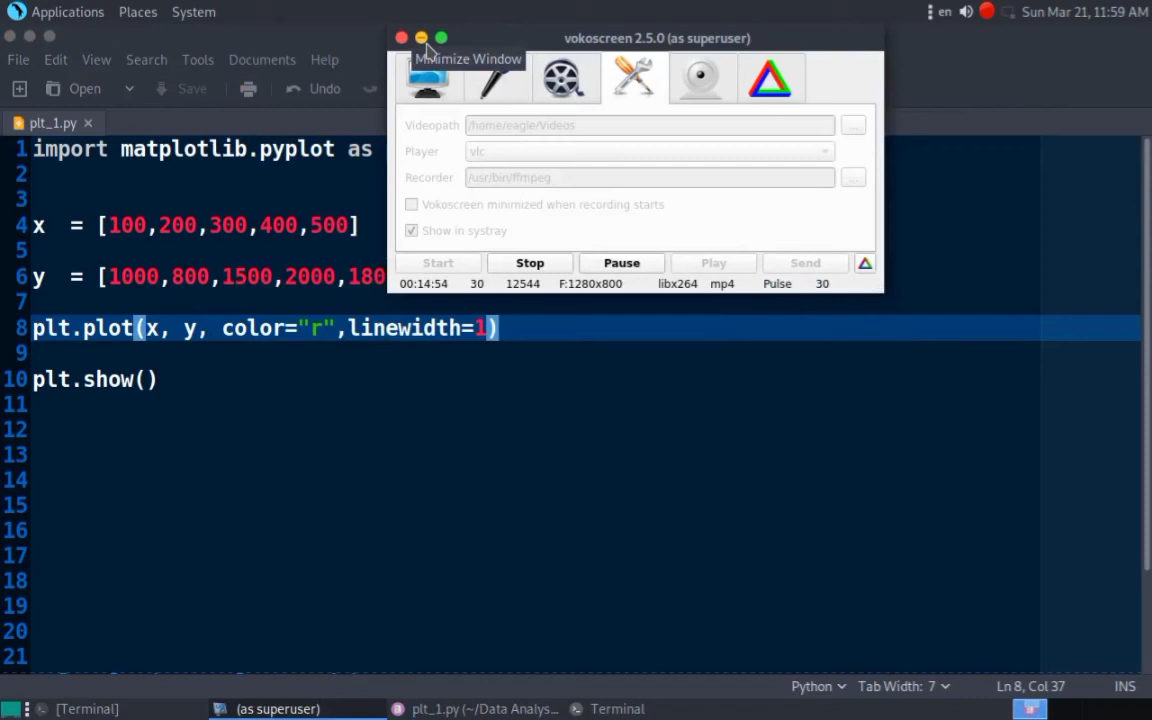 Applications Places System en Sun Mar 21, 11:59 AM
vokoscreen 2.5.0 (as superuser)
Minimize Window
File Edit View Search Tools Documents Help
Open Save Undo
plt_1.py
Videopath /home/eagle/Videos ...
Player vlc
Recorder /usr/bin/ffmpeg ...
Vokoscreen minimized when recording starts
Show in systray
Start Stop Pause Play Send
00:14:54 30 12544 F:1280x800 libx264 mp4 Pulse 30
1 import matplotlib.pyplot as
2
3
4 x = [100,200,300,400,500]
5
6 y = [1000,800,1500,2000,180
7
8 plt.plot(x, y, color="r",linewidth=1)
9
10 plt.show()
11
12
13
14
15
16
17
18
19
20
21
Python Tab Width: 7 Ln 8, Col 37 INS
[Terminal] (as superuser) plt_1.py (~/Data Analys... Terminal